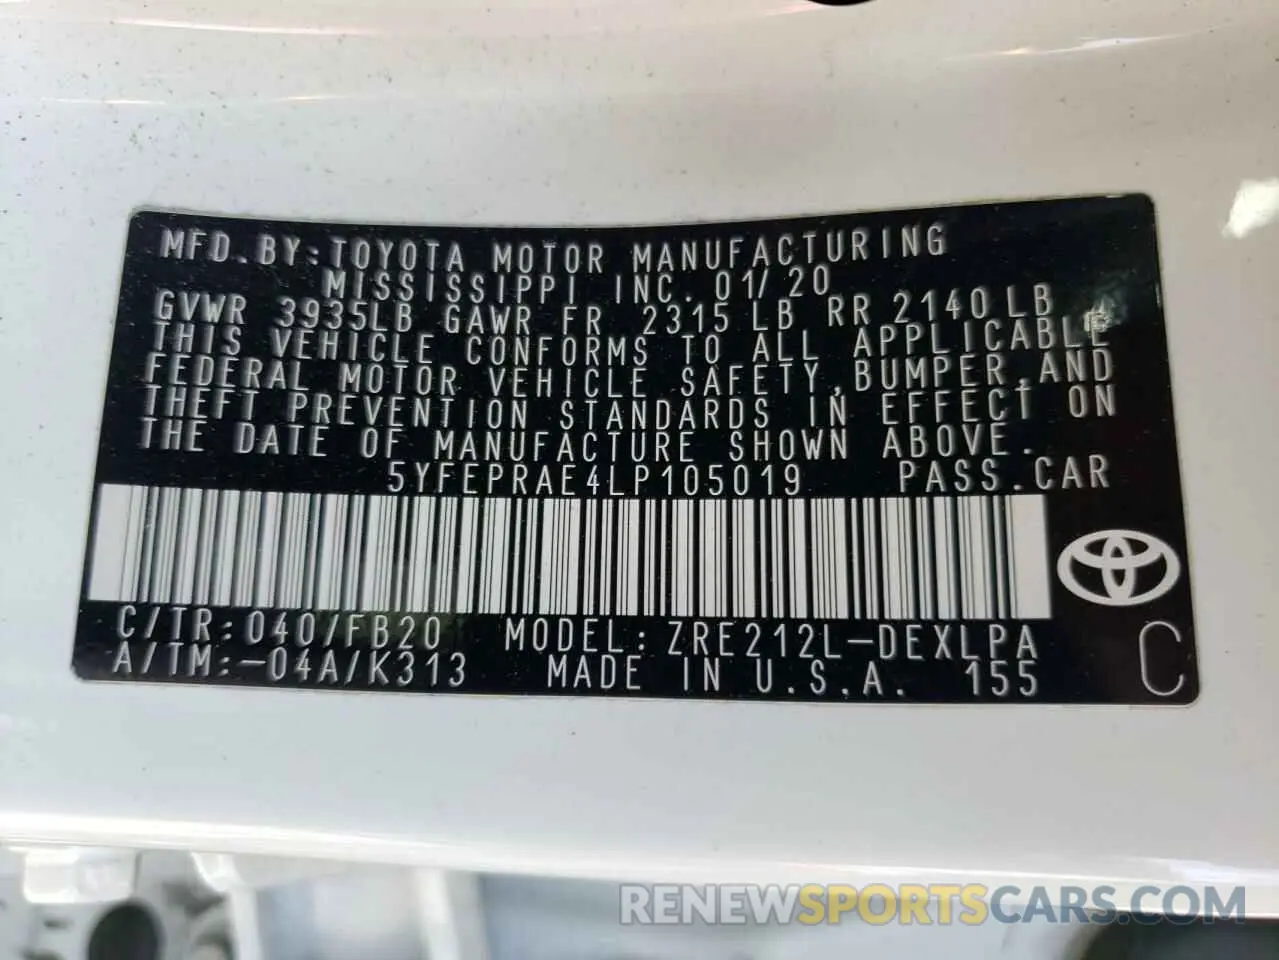 MFD. BY: TOYOTA MOTOR MANUFACTURING
MISSISSIPPI INC. 01/20
GVWR 3935LB GAWR FR 2315 LB RR 2140 LB
THIS VEHICLE CONFORMS TO ALL APPLICABLE
FEDERAL MOTOR VEHICLE SAFETY, BUMPER, AND
THEFT PREVENTION STANDARDS IN EFFECT ON
THE DATE OF MANUFACTURE SHOWN ABOVE.
5YFEPRAE4LP105019 PASS. CAR
C/TR: 040/FB20 MODEL: ZRE212L-DEXLPA
A/TM: -04A/K313 MADE IN U.S.A. 155 C
RENEWSPORTSCARS.COM